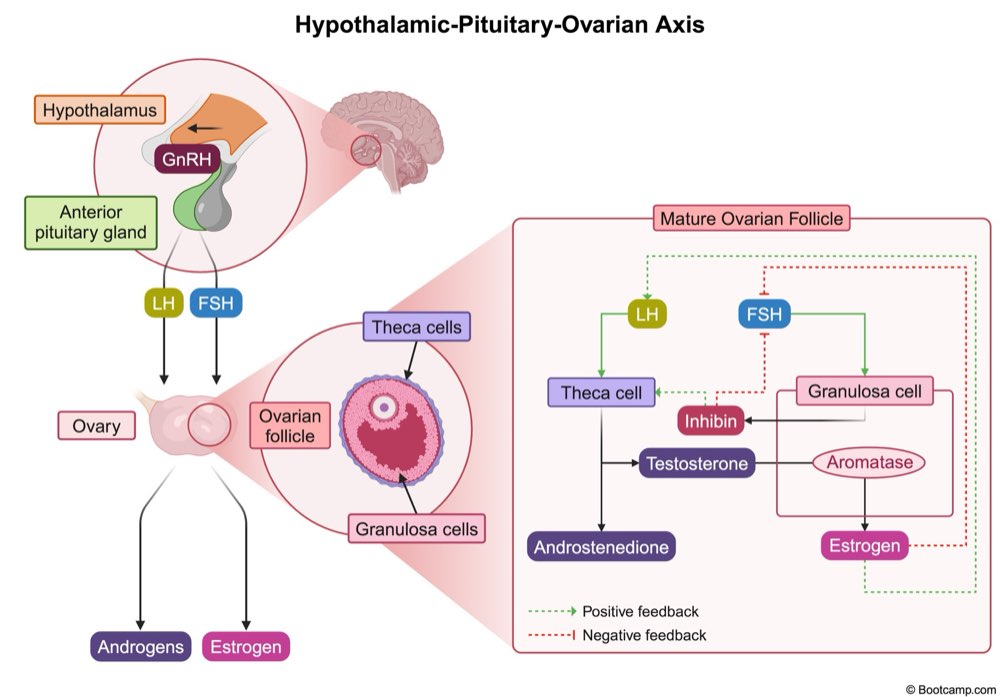 Hypothalamic-Pituitary-Ovarian Axis
Hypothalamus
GnRH
Anterior
pituitary gland
LH
FSH
Ovary
Androgens
Estrogen
Theca cells
Ovarian
follicle
Granulosa cells
Mature Ovarian Follicle
LH
FSH
Theca cell
Granulosa cell
Inhibin
Testosterone
Aromatase
Androstenedione
Estrogen
Positive feedback
Negative feedback
© Bootcamp.com